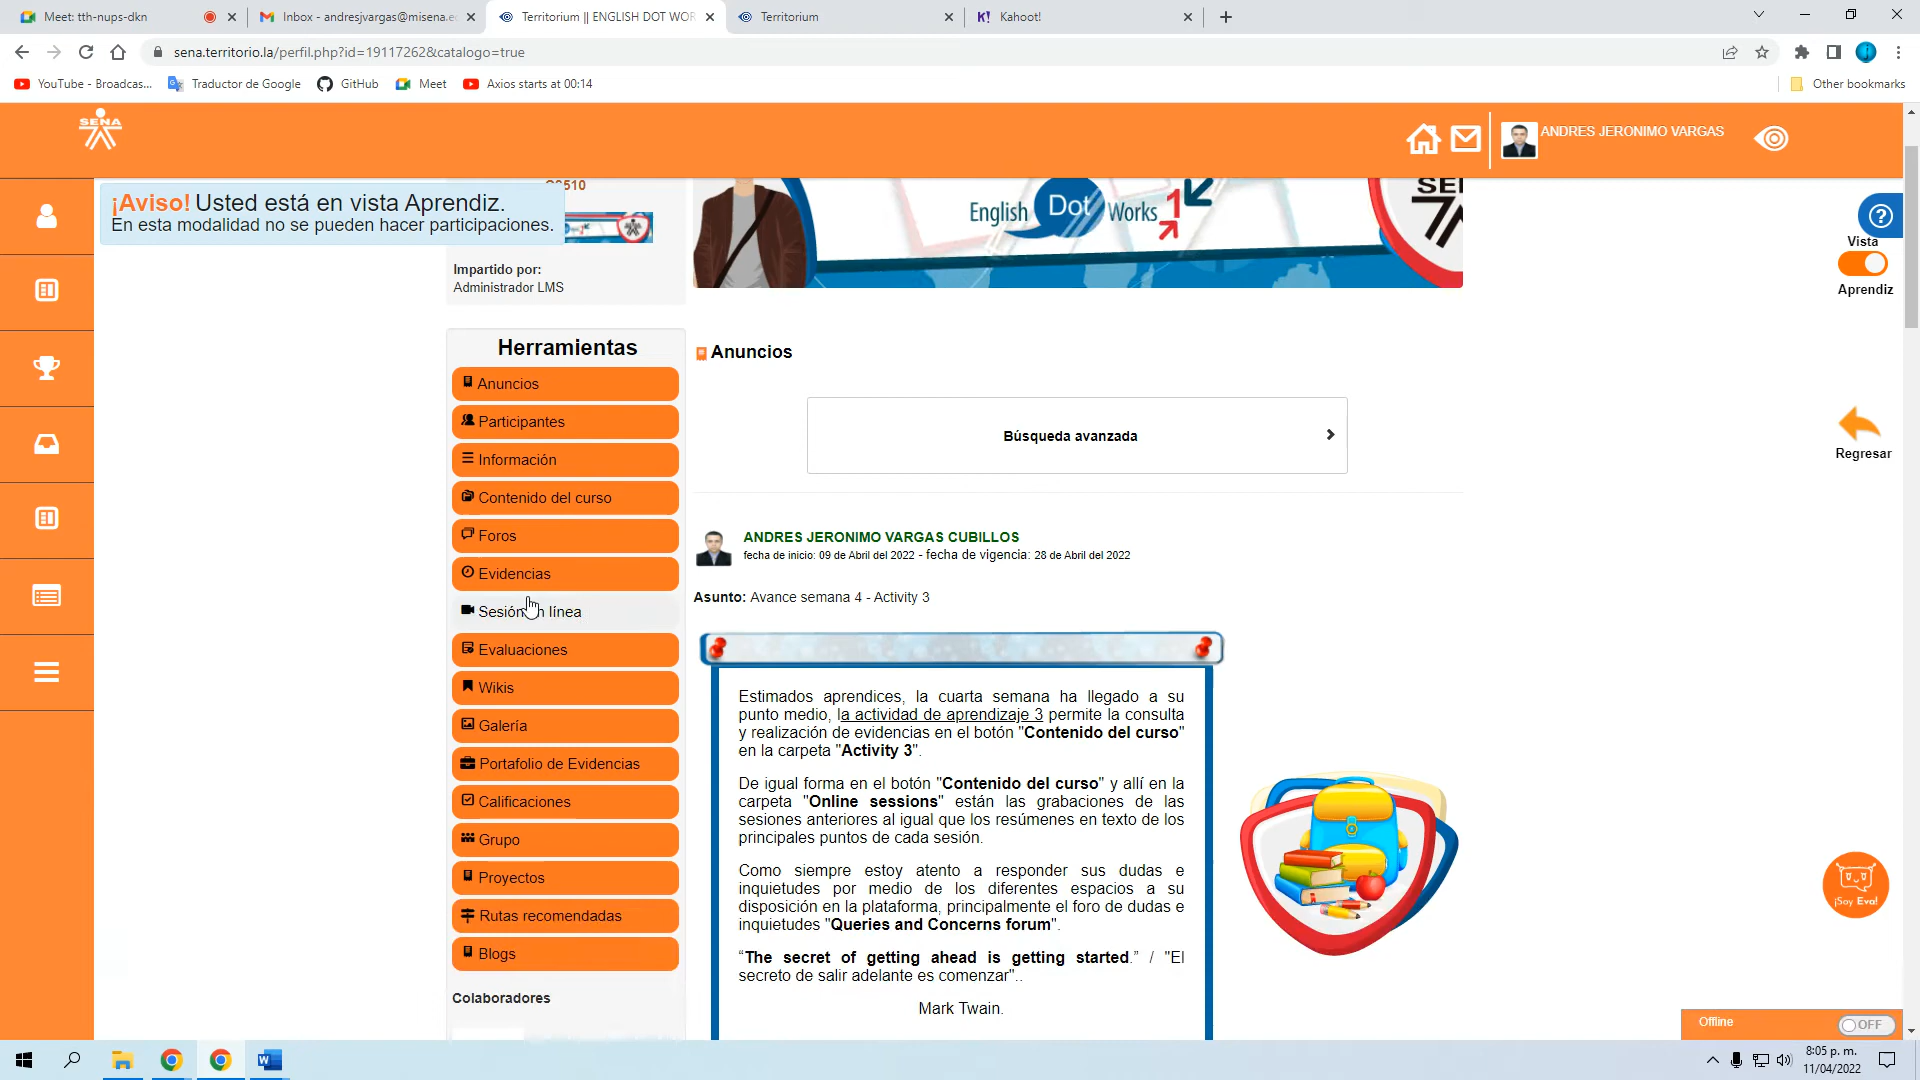 Meet: tth-nups-dkn
Inbox - andresjvargas@misena.ec
Territorium || ENGLISH DOT WOR
Territorium
Kahoot!
sena.territorio.la/perfil.php?id=19117262&catalogo=true
YouTube - Broadcas...
Traductor de Google
GitHub
Meet
Axios starts at 00:14
Other bookmarks
SENA
ANDRES JERONIMO VARGAS
¡Aviso! Usted está en vista Aprendiz.
En esta modalidad no se pueden hacer participaciones.
Impartido por:
Administrador LMS
English Dot Works 1
Vista
Aprendiz
Regresar
Herramientas
Anuncios
Participantes
Información
Contenido del curso
Foros
Evidencias
Sesión en línea
Evaluaciones
Wikis
Galería
Portafolio de Evidencias
Calificaciones
Grupo
Proyectos
Rutas recomendadas
Blogs
Colaboradores
Anuncios
Búsqueda avanzada
ANDRES JERONIMO VARGAS CUBILLOS
fecha de inicio: 09 de Abril del 2022 - fecha de vigencia: 28 de Abril del 2022
Asunto: Avance semana 4 - Activity 3
Estimados aprendices, la cuarta semana ha llegado a su
punto medio, la actividad de aprendizaje 3 permite la consulta
y realización de evidencias en el botón "Contenido del curso"
en la carpeta "Activity 3".
De igual forma en el botón "Contenido del curso" y allí en la
carpeta "Online sessions" están las grabaciones de las
sesiones anteriores al igual que los resúmenes en texto de los
principales puntos de cada sesión.
Como siempre estoy atento a responder sus dudas e
inquietudes por medio de los diferentes espacios a su
disposición en la plataforma, principalmente el foro de dudas e
inquietudes "Queries and Concerns forum".
“The secret of getting ahead is getting started.” / "El
secreto de salir adelante es comenzar"..
Mark Twain.
¡Soy Eva!
Offline
OFF
8:05 p. m.
11/04/2022